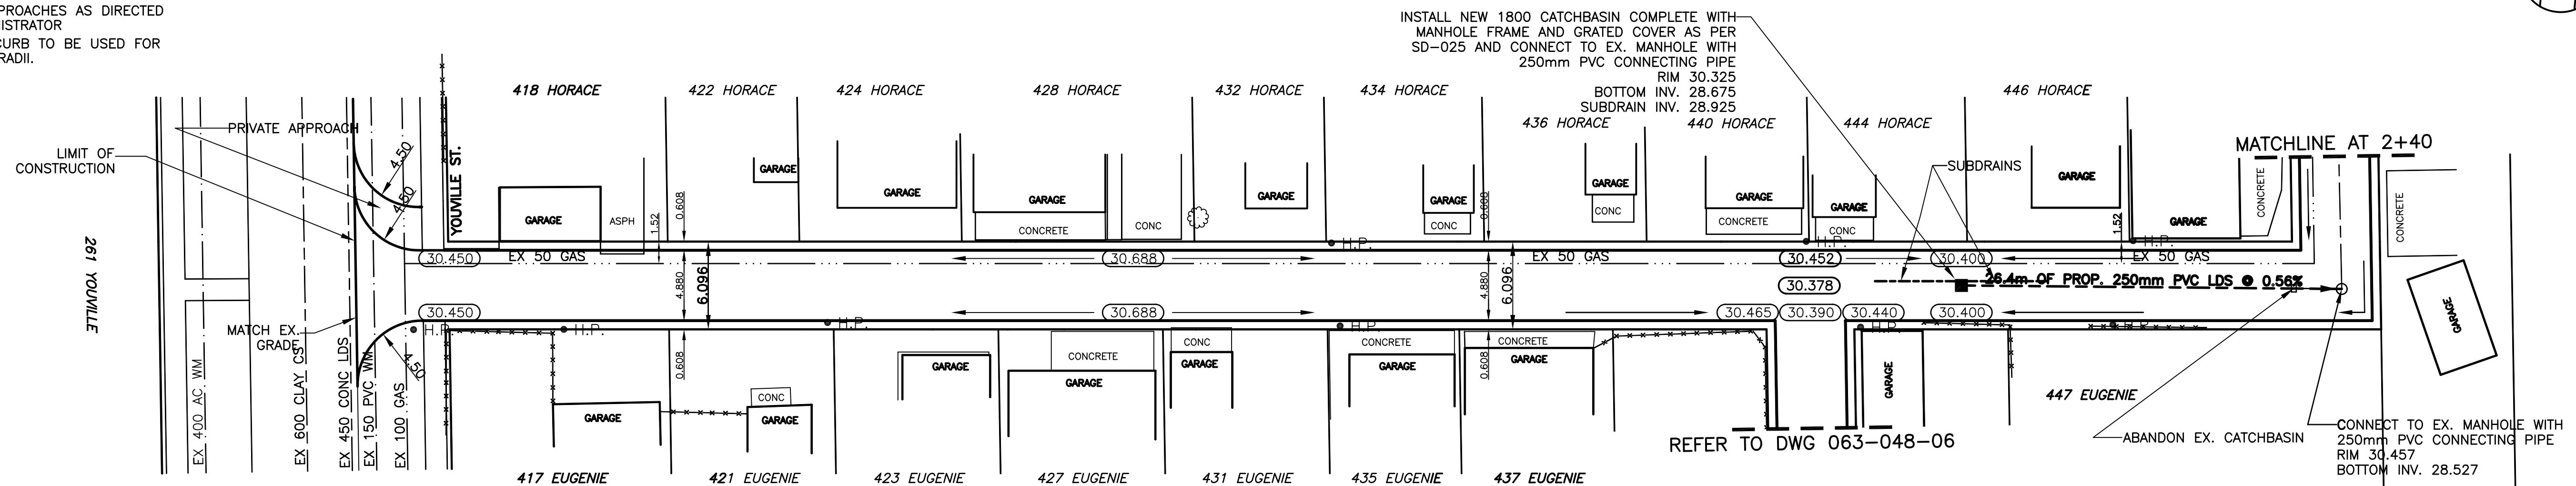 PROACHES AS DIRECTED
NISTRATOR
CURB TO BE USED FOR
RADII.
INSTALL NEW 1800 CATCHBASIN COMPLETE WITH
MANHOLE FRAME AND GRATED COVER AS PER
SD-025 AND CONNECT TO EX. MANHOLE WITH
250mm PVC CONNECTING PIPE
RIM 30.325
BOTTOM INV. 28.675
SUBDRAIN INV. 28.925
418 HORACE
422 HORACE
424 HORACE
428 HORACE
432 HORACE
434 HORACE
436 HORACE
440 HORACE
444 HORACE
446 HORACE
MATCHLINE AT 2+40
PRIVATE APPROACH
LIMIT OF
CONSTRUCTION
4.50
4.50
YOUVILLE ST.
SUBDRAINS
GARAGE
ASPH
1.52
0.608
GARAGE
GARAGE
GARAGE
CONCRETE
CONC
GARAGE
GARAGE
CONC
0.608
GARAGE
CONC
GARAGE
CONCRETE
GARAGE
CONC
GARAGE
1.52
GARAGE
CONCRETE
CONCRETE
H.P.
H.P.
H.P.
261 YOUVILLE
30.450
EX 50 GAS
30.688
EX 50 GAS
30.452
30.400
EX 50 GAS
4.880
6.096
4.880
6.096
30.378
26.4m OF PROP. 250mm PVC LDS @ 0.56%
30.450
30.688
30.465
30.390
30.440
30.400
MATCH EX.
GRADE
H.P.
H.P.
H.P.
H.P.
H.P.
H.P.
4.50
0.608
0.608
GARAGE
CONC
GARAGE
GARAGE
CONCRETE
GARAGE
CONC
GARAGE
CONCRETE
GARAGE
CONCRETE
GARAGE
GARAGE
GARAGE
EX 400 AC WM
EX 600 CLAY CS
EX 450 CONC LDS
EX 150 PVC WM
EX 100 GAS
447 EUGENIE
REFER TO DWG 063-048-06
ABANDON EX. CATCHBASIN
CONNECT TO EX. MANHOLE WITH
250mm PVC CONNECTING PIPE
RIM 30.457
BOTTOM INV. 28.527
417 EUGENIE
421 EUGENIE
423 EUGENIE
427 EUGENIE
431 EUGENIE
435 EUGENIE
437 EUGENIE